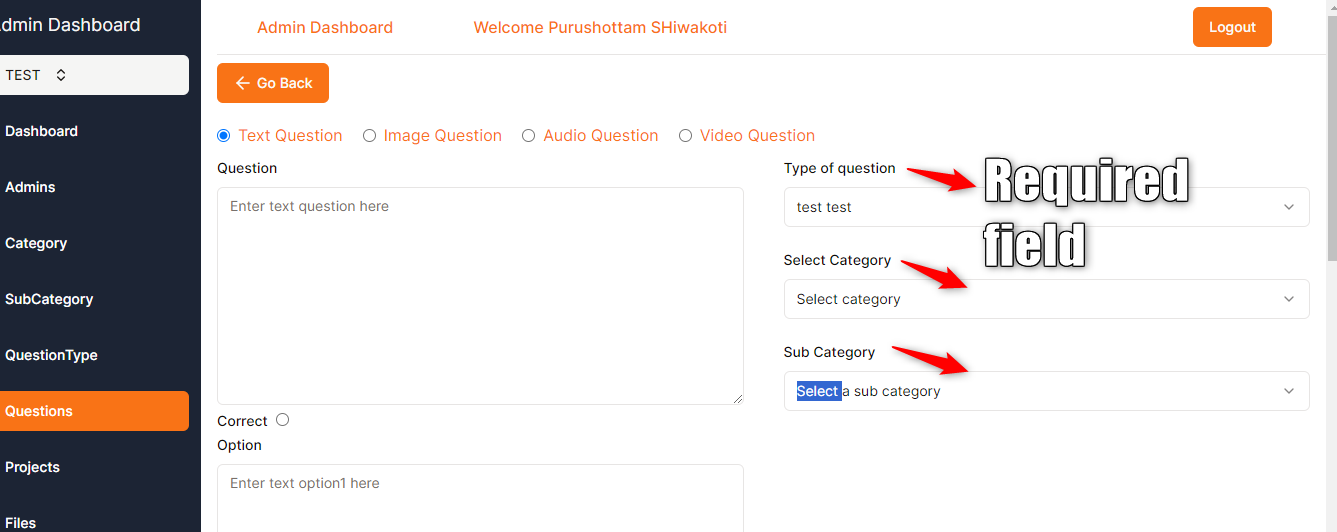 dmin Dashboard
Admin Dashboard
Welcome Purushottam SHiwakoti
Logout
TEST
Go Back
Dashboard
Admins
Category
SubCategory
QuestionType
Questions
Projects
Files
Text Question
Image Question
Audio Question
Video Question
Question
Enter text question here
Correct
Option
Enter text option1 here
Type of question
test test
Required
field
Select Category
Select category
Sub Category
Select a sub category